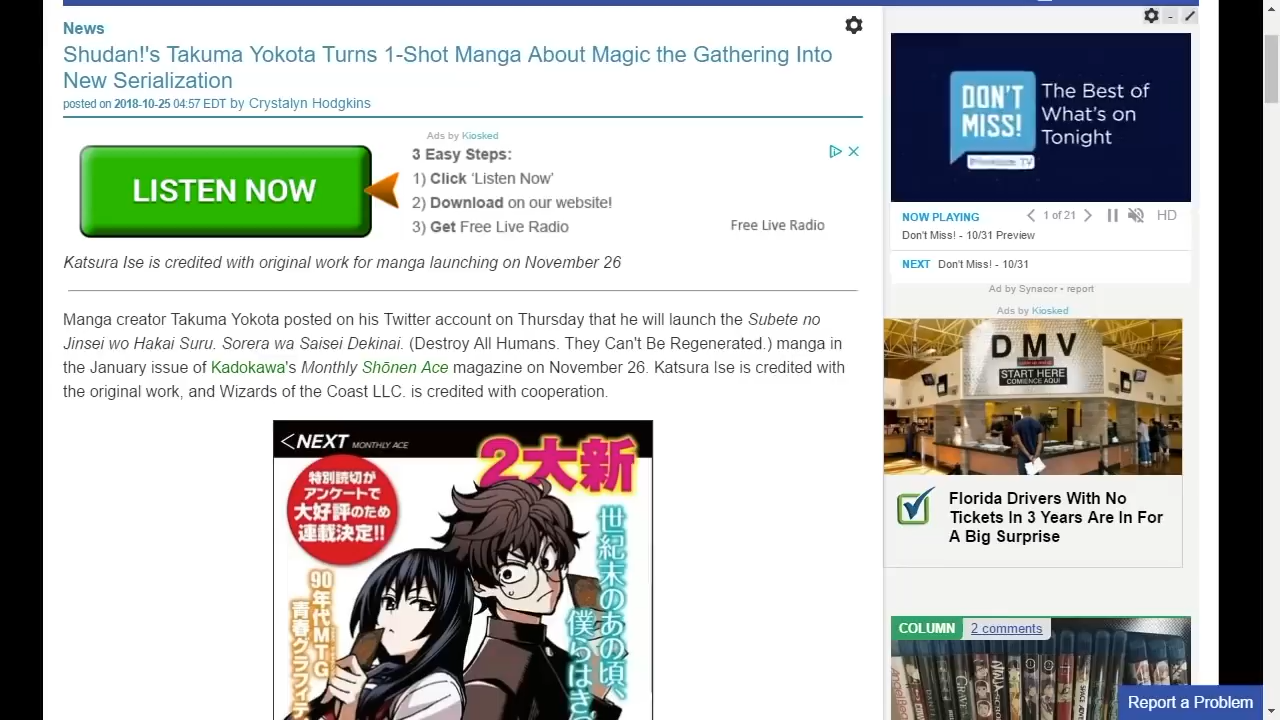 News
Shudan!'s Takuma Yokota Turns 1-Shot Manga About Magic the Gathering Into
New Serialization
posted on 2018-10-25 04:57 EDT by Crystalyn Hodgkins
Ads by Kiosked
LISTEN NOW
3 Easy Steps:
1) Click ‘Listen Now’
2) Download on our website!
3) Get Free Live Radio
Free Live Radio
Katsura Ise is credited with original work for manga launching on November 26
Manga creator Takuma Yokota posted on his Twitter account on Thursday that he will launch the Subete no
Jinsei wo Hakai Suru. Sorera wa Saisei Dekinai. (Destroy All Humans. They Can't Be Regenerated.) manga in
the January issue of Kadokawa's Monthly Shōnen Ace magazine on November 26. Katsura Ise is credited with
the original work, and Wizards of the Coast LLC. is credited with cooperation.
<NEXT MONTHLY ACE
2大新
特別読切が
アンケートで
大好評のため
連載決定!!
世紀末のあの頃、
僕らはき
90年代MTG
青春グラフィテ
-
DON'T
MISS!
TV
The Best of
What's on
Tonight
NOW PLAYING
1 of 21
HD
Don't Miss! - 10/31 Preview
NEXT Don't Miss! - 10/31
Ad by Synacor • report
Ads by Kiosked
DMV
START HERE
COMIENCE AQUI
Florida Drivers With No
Tickets In 3 Years Are In For
A Big Surprise
COLUMN 2 comments
Report a Problem